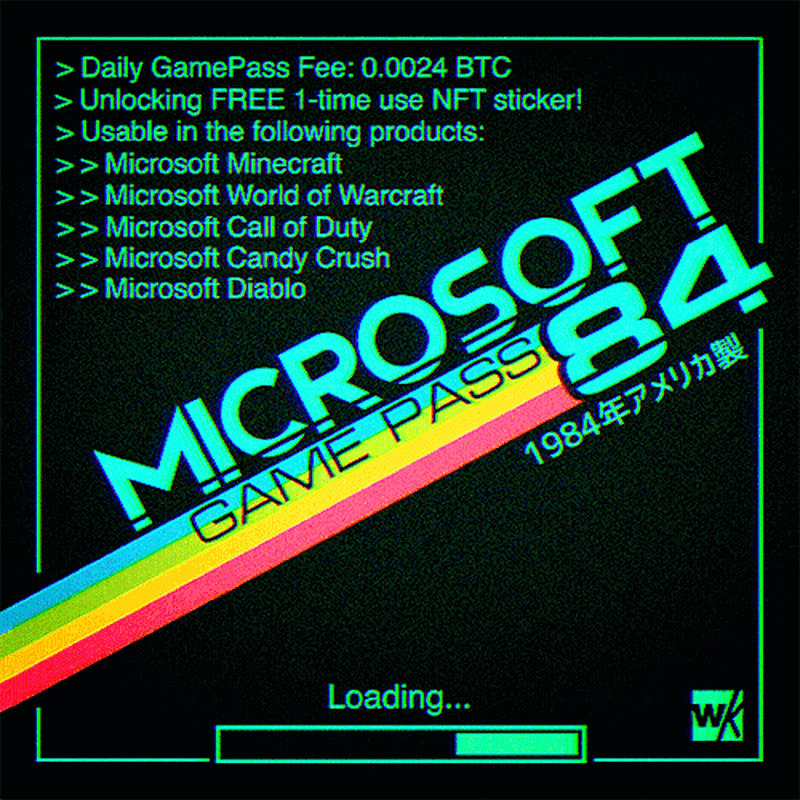 > Daily GamePass Fee: 0.0024 BTC
> Unlocking FREE 1-time use NFT sticker!
> Usable in the following products:
> > Microsoft Minecraft
> > Microsoft World of Warcraft
> > Microsoft Call of Duty
> > Microsoft Candy Crush
> > Microsoft Diablo
MICROSOFT
GAME PASS
84
1984年アメリカ製
Loading...
WK